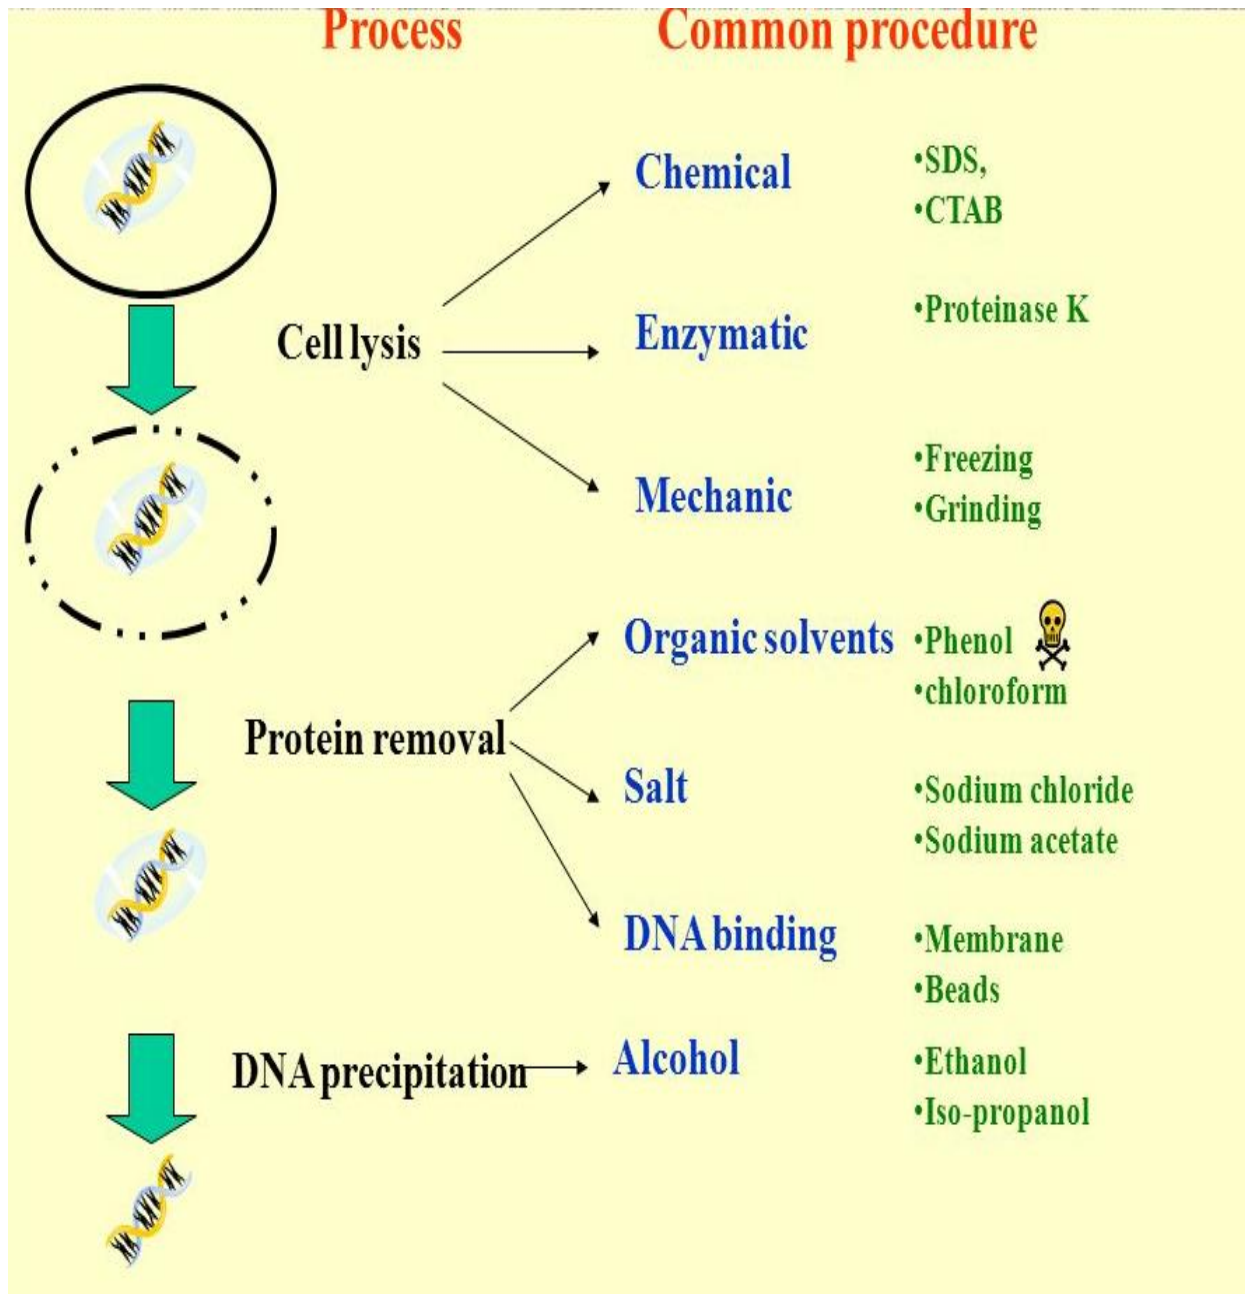 Process
Common procedure
Chemical
•SDS,
•CTAB
Cell lysis
Enzymatic
•Proteinase K
Mechanic
•Freezing
•Grinding
Organic solvents
•Phenol
•chloroform
Protein removal
Salt
•Sodium chloride
•Sodium acetate
DNA binding
•Membrane
•Beads
DNA precipitation
Alcohol
•Ethanol
•Iso-propanol